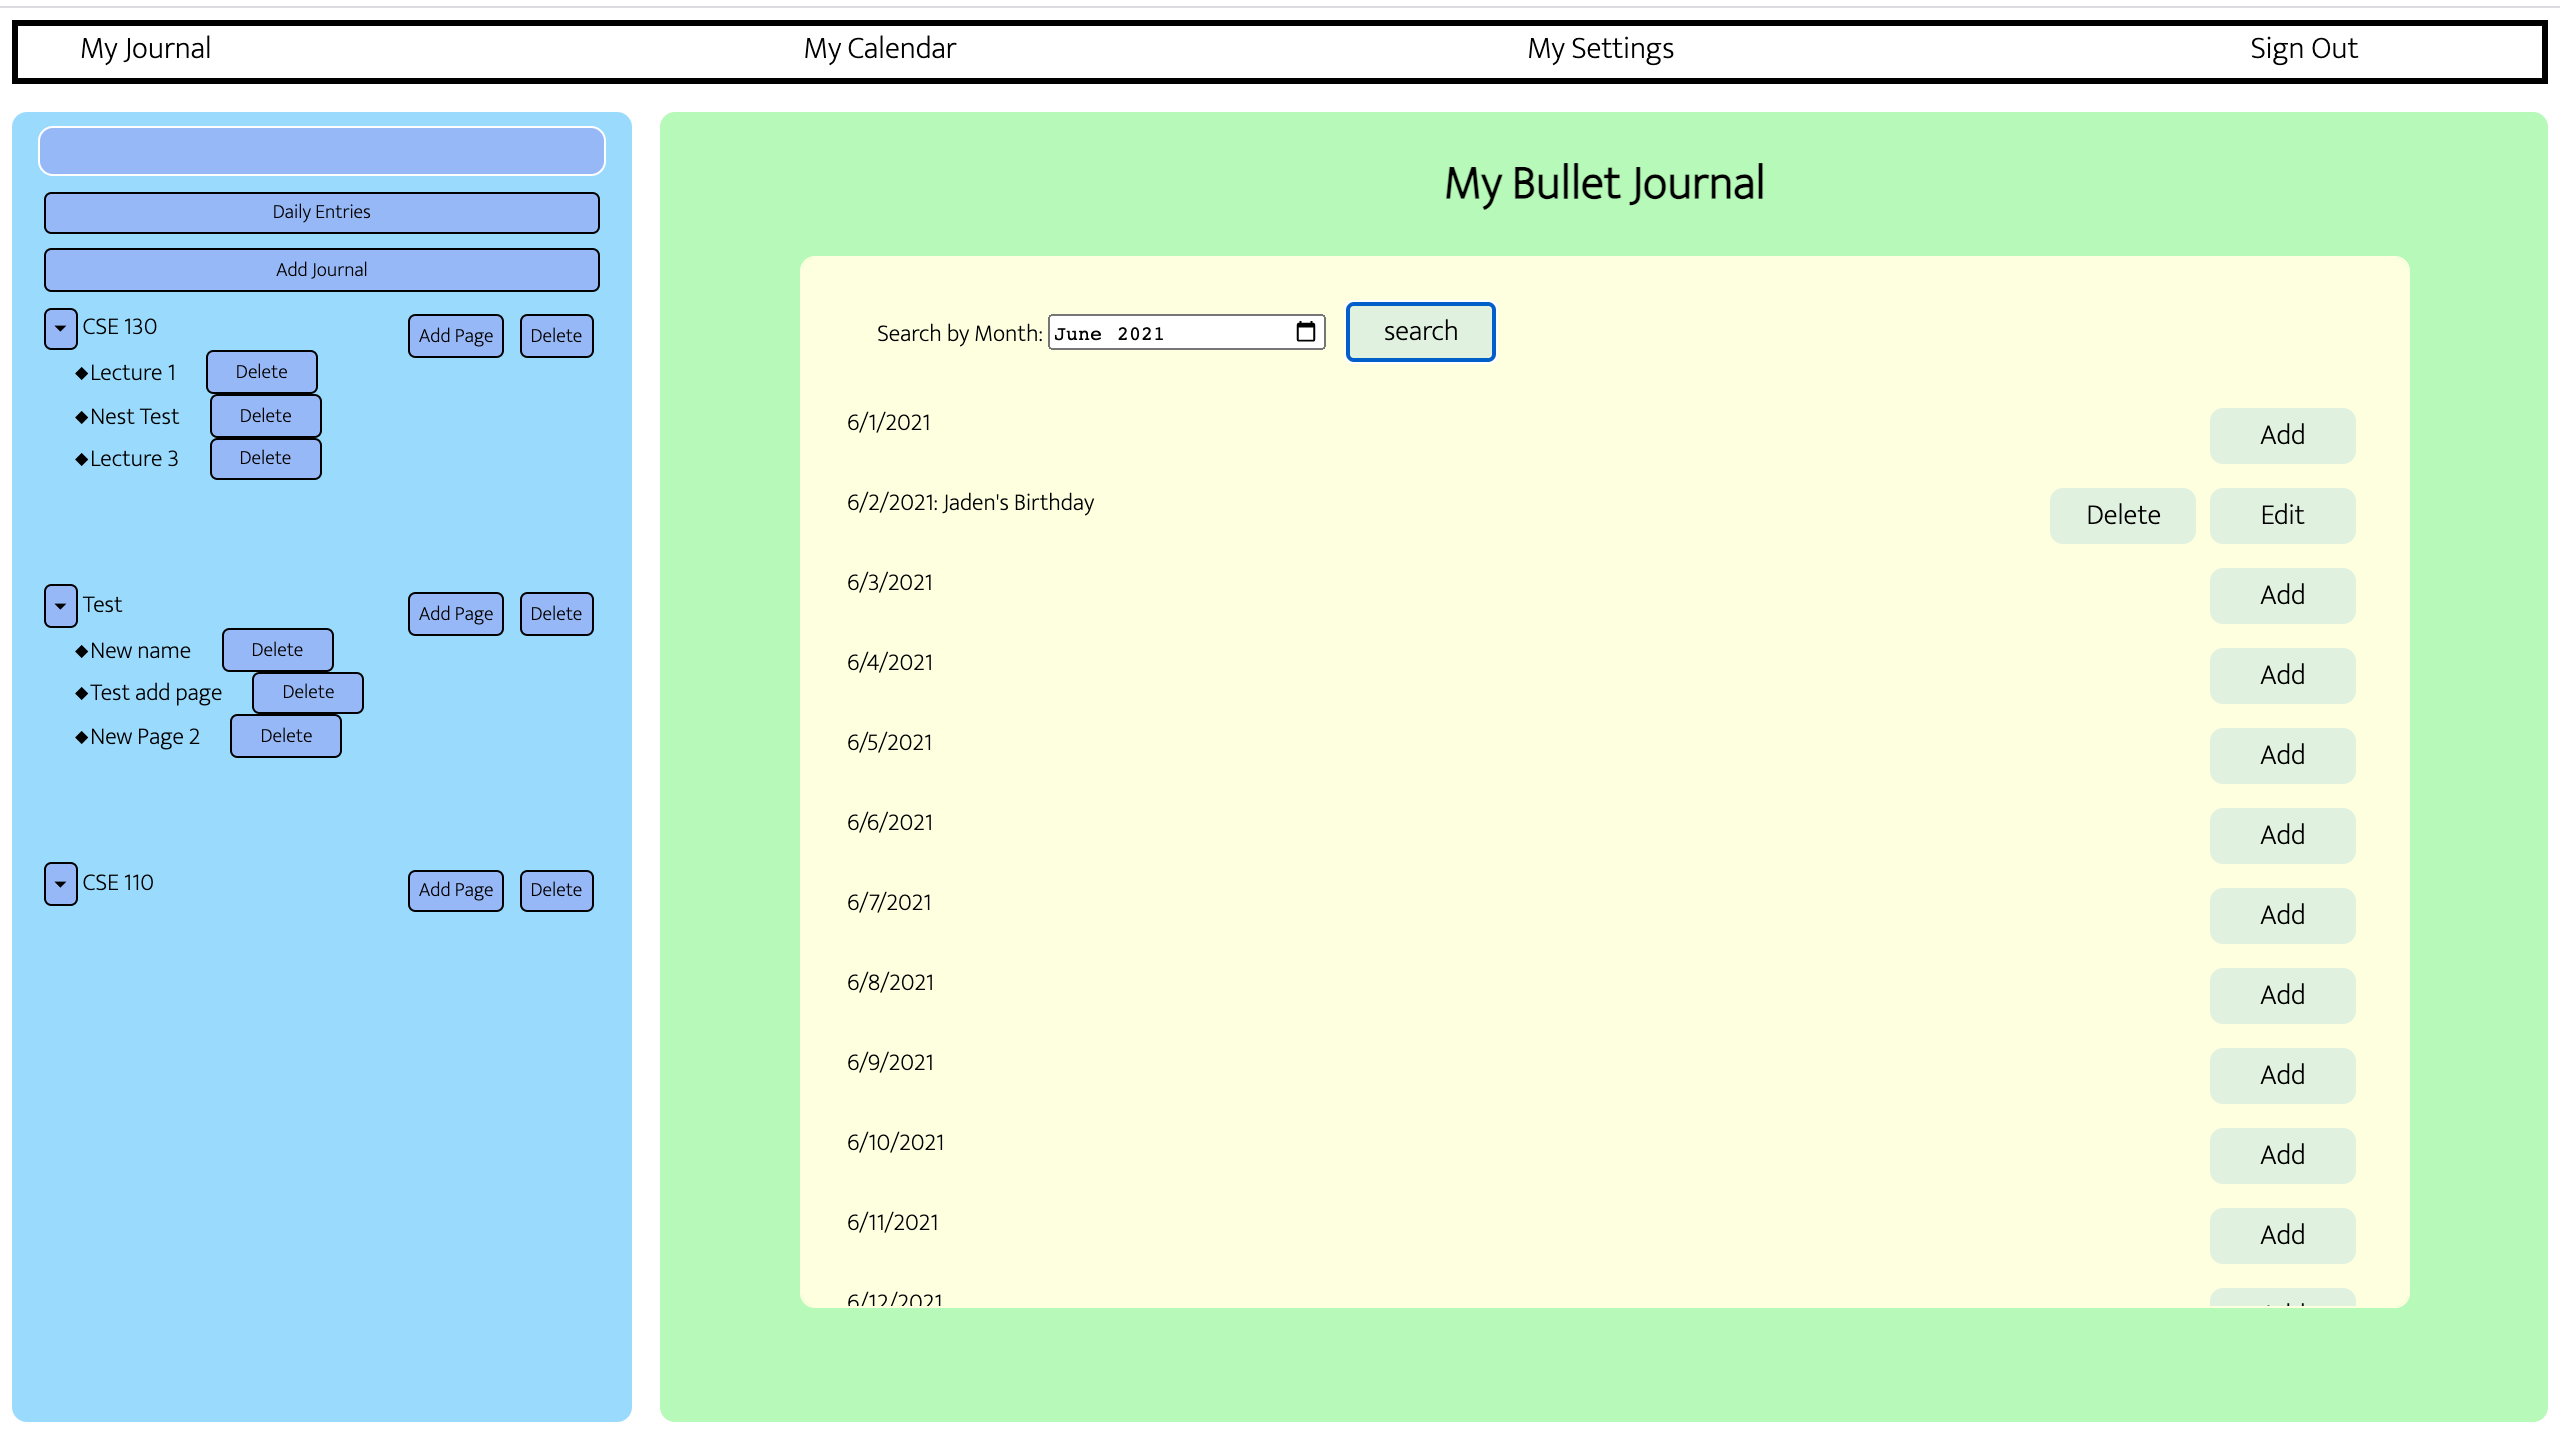 My Journal My Calendar My Settings Sign Out
Daily Entries
Add Journal
CSE 130 Add Page Delete
◆Lecture 1 Delete
◆Nest Test Delete
◆Lecture 3 Delete
Test Add Page Delete
◆New name Delete
◆Test add page Delete
◆New Page 2 Delete
CSE 110 Add Page Delete
My Bullet Journal
Search by Month: June 2021 search
6/1/2021 Add
6/2/2021: Jaden's Birthday Delete Edit
6/3/2021 Add
6/4/2021 Add
6/5/2021 Add
6/6/2021 Add
6/7/2021 Add
6/8/2021 Add
6/9/2021 Add
6/10/2021 Add
6/11/2021 Add
6/12/2021 Add